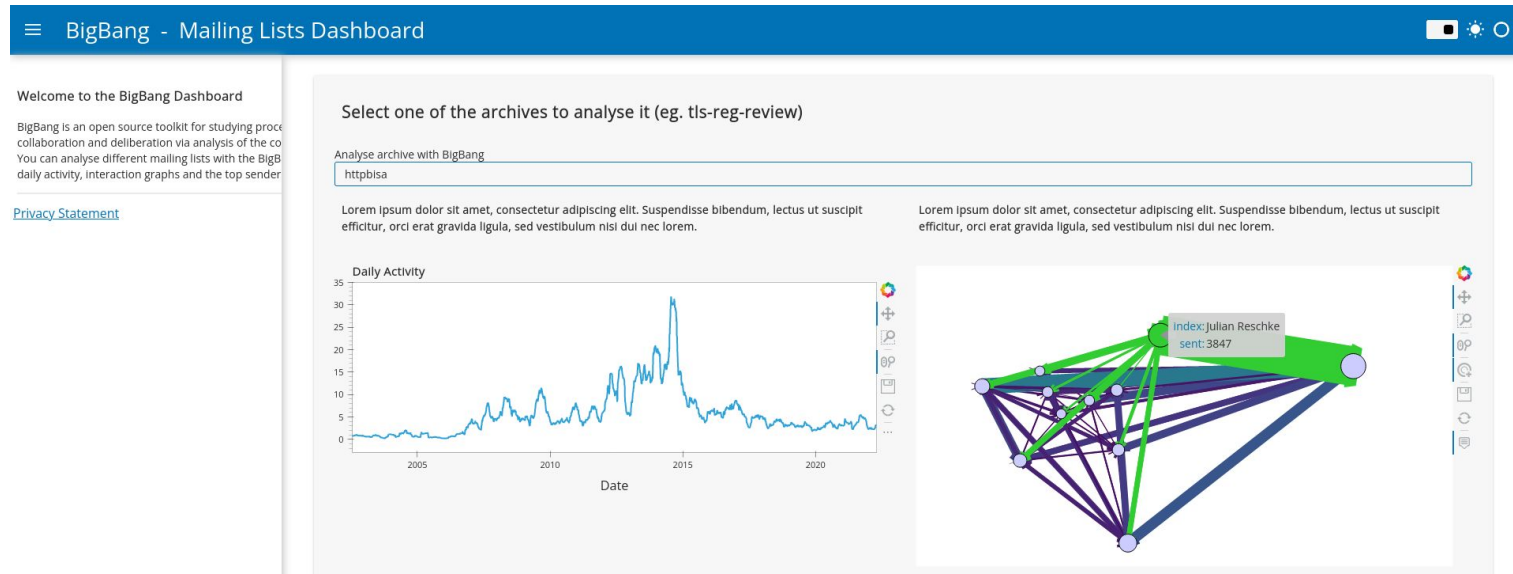 BigBang - Mailing Lists Dashboard
Welcome to the BigBang Dashboard
BigBang is an open source toolkit for studying proce
collaboration and deliberation via analysis of the co
You can analyse different mailing lists with the BigB
daily activity, interaction graphs and the top sender
Privacy Statement
Select one of the archives to analyse it (eg. tls-reg-review)
Analyse archive with BigBang
httpbisa
Lorem ipsum dolor sit amet, consectetur adipiscing elit. Suspendisse bibendum, lectus ut suscipit
efficitur, orci erat gravida ligula, sed vestibulum nisi dui nec lorem.
Lorem ipsum dolor sit amet, consectetur adipiscing elit. Suspendisse bibendum, lectus ut suscipit
efficitur, orci erat gravida ligula, sed vestibulum nisi dui nec lorem.
Daily Activity
35
30
25
20
15
10
5
0
2005 2010 2015 2020
Date
index: Julian Reschke
sent: 3847